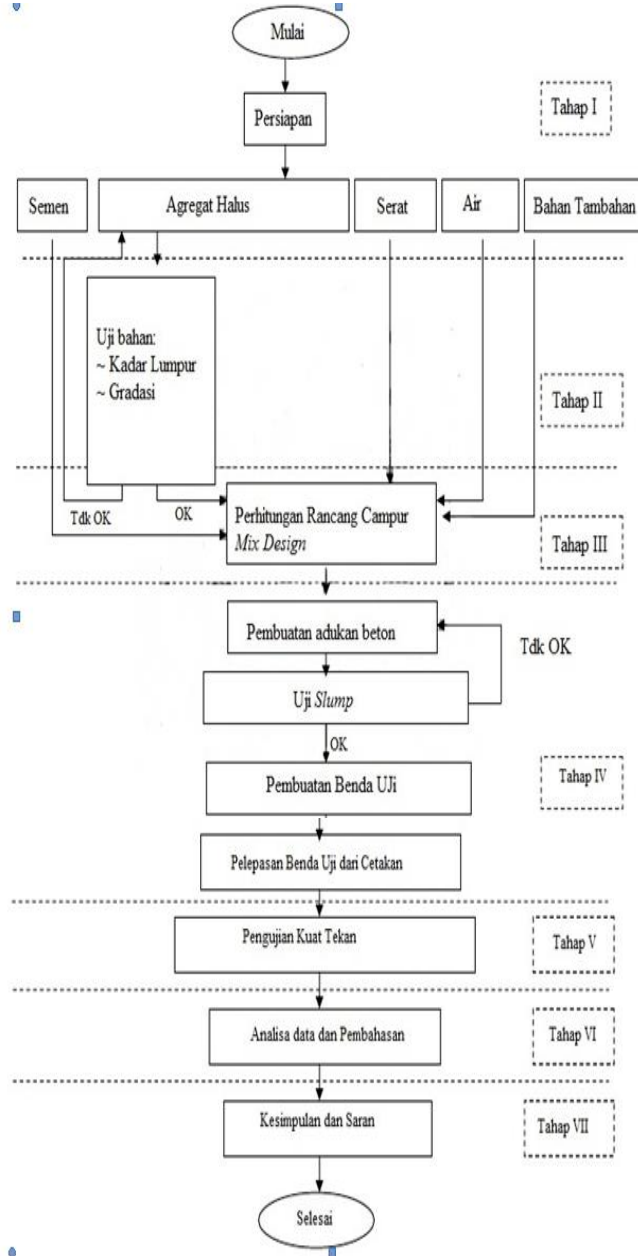 Mulai
Tahap I
Persiapan
Semen
Agregat Halus
Serat
Air
Bahan Tambahan
Uji bahan:
~ Kadar Lumpur
~ Gradasi
Tahap II
Tdk OK
OK
Perhitungan Rancang Campur
Mix Design
Tahap III
Pembuatan adukan beton
Tdk OK
Uji Slump
OK
Pembuatan Benda UJi
Tahap IV
Pelepasan Benda Uji dari Cetakan
Pengujian Kuat Tekan
Tahap V
Analisa data dan Pembahasan
Tahap VI
Kesimpulan dan Saran
Tahap VII
Selesai